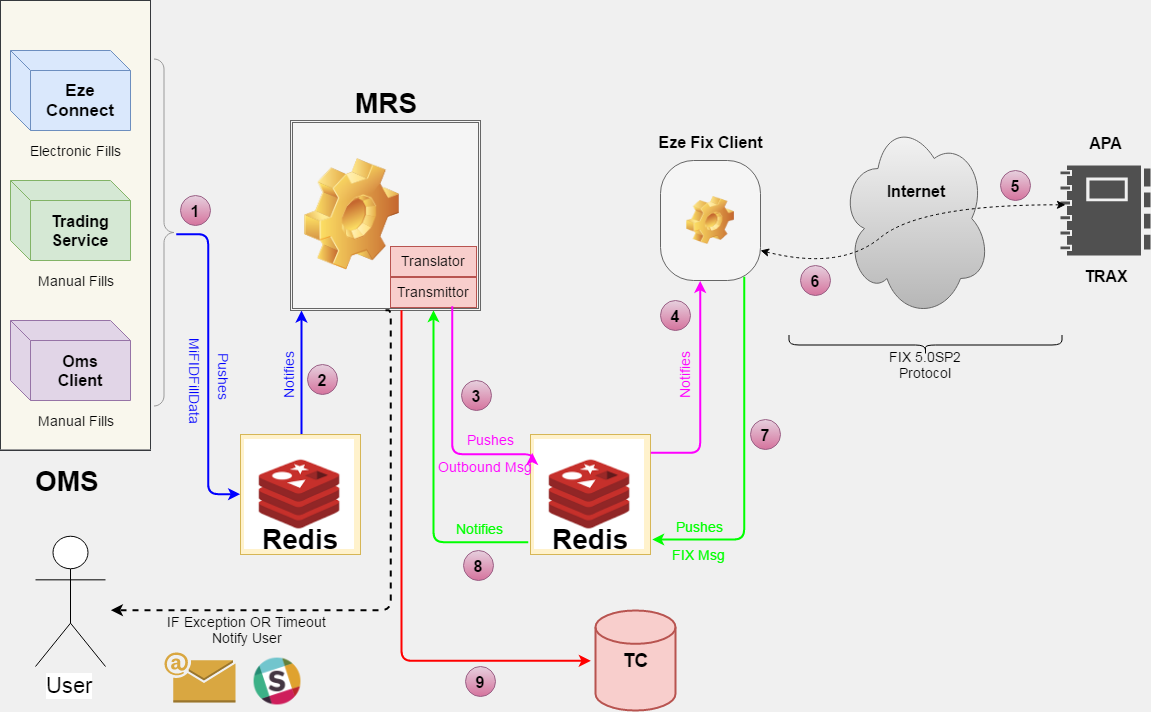 Eze
Connect
Electronic Fills
Trading
Service
Manual Fills
Oms
Client
Manual Fills
OMS
1
Pushes
MiFIDFillData
Redis
Notifies
2
MRS
Translator
Transmittor
3
Pushes
Outbound Msg
Redis
Notifies
4
Eze Fix Client
Internet
5
6
APA
TRAX
FIX 5.0SP2
Protocol
7
Pushes
FIX Msg
Notifies
8
9
TC
IF Exception OR Timeout
Notify User
@
S
User